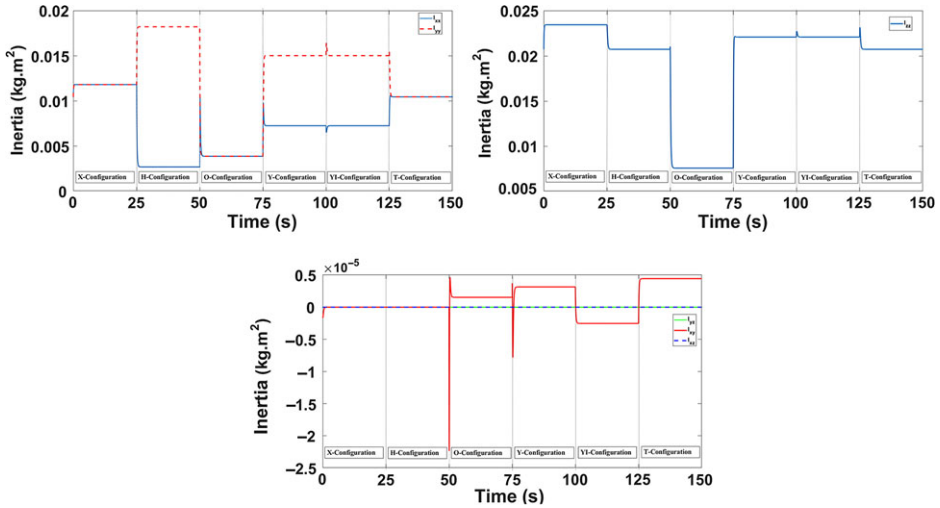 0.02
0.015
0.01
0.005
0
Inertia (kg.m²)
Ixx
Iyy
X-Configuration H-Configuration O-Configuration Y-Configuration YI-Configuration T-Configuration
0 25 50 75 100 125 150
Time (s)
0.025
0.02
0.015
0.01
0.005
Inertia (kg.m²)
Izz
X-Configuration H-Configuration O-Configuration Y-Configuration YI-Configuration T-Configuration
0 25 50 75 100 125 150
Time (s)
×10⁻⁵
0.5
0
−0.5
−1
−1.5
−2
−2.5
Inertia (kg.m²)
Iyz
Ixy
Ixz
X-Configuration H-Configuration O-Configuration Y-Configuration YI-Configuration T-Configuration
0 25 50 75 100 125 150
Time (s)